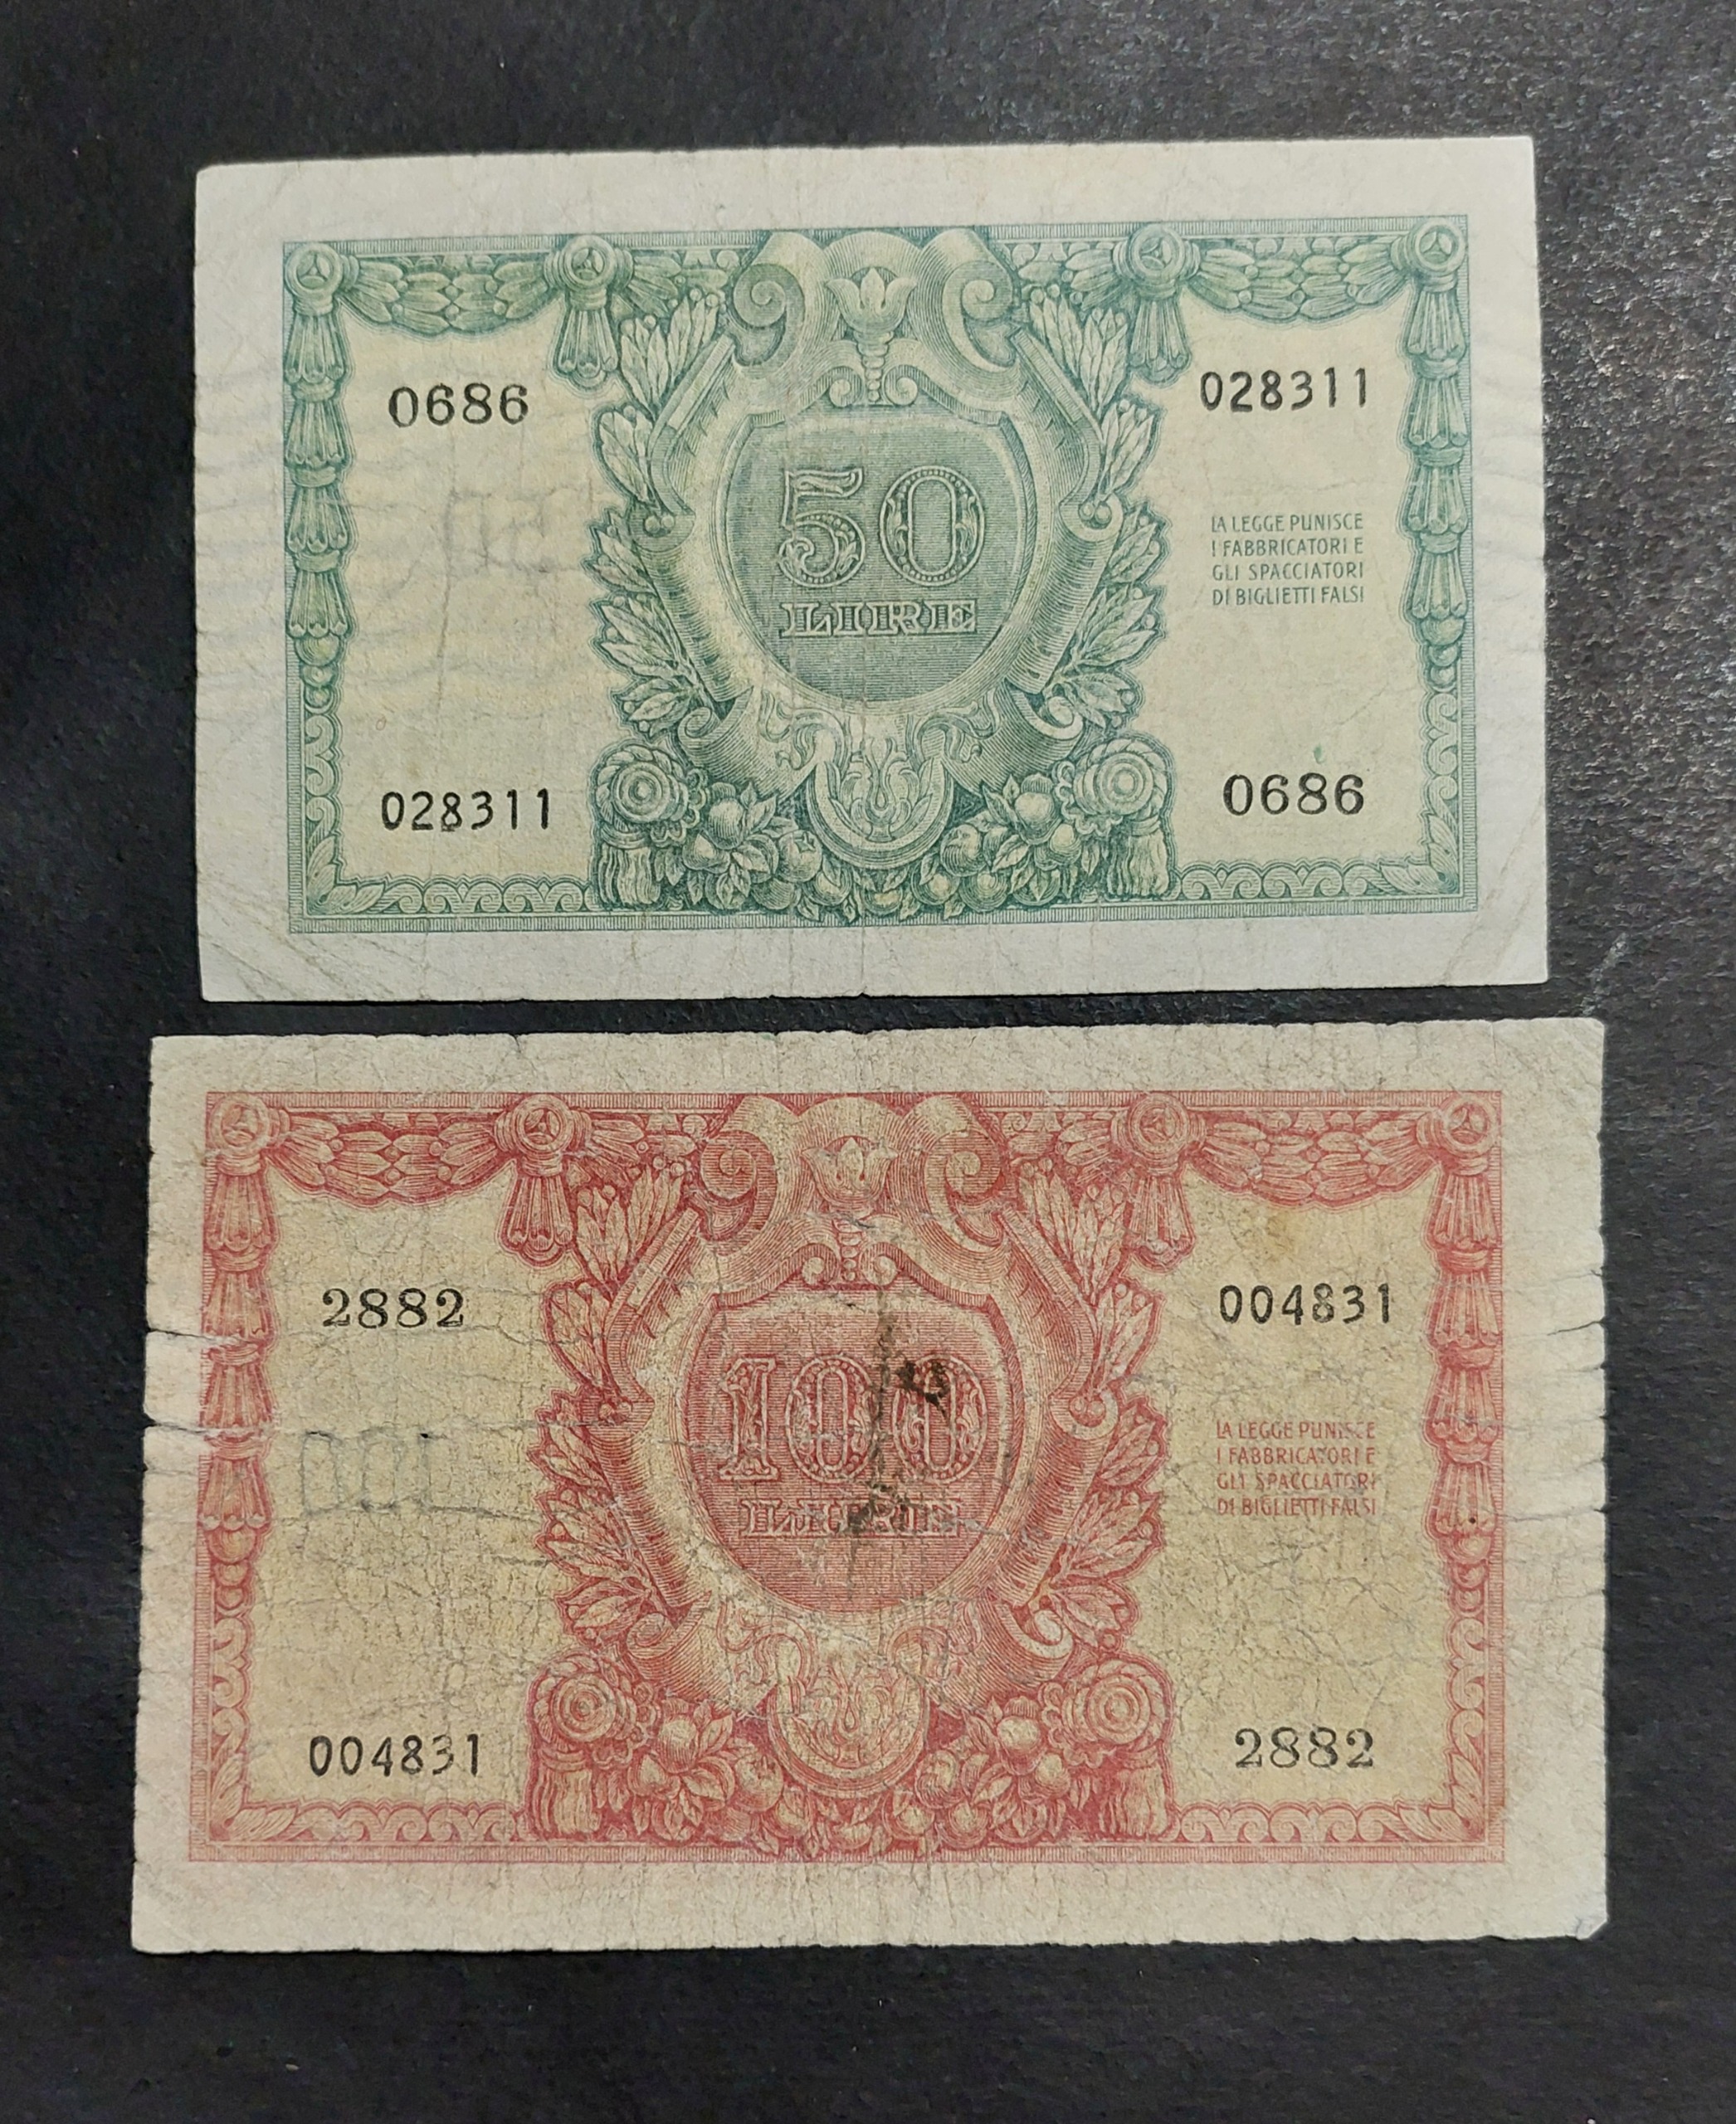 0686 028311
50
LIRE
LA LEGGE PUNISCE
I FABBRICATORI E
GLI SPACCIATORI
DI BIGLIETTI FALSI
028311 0686
2882 004831
100
LIRE
LA LEGGE PUNISCE
I FABBRICATORI E
GLI SPACCIATORI
DI BIGLIETTI FALSI
004831 2882